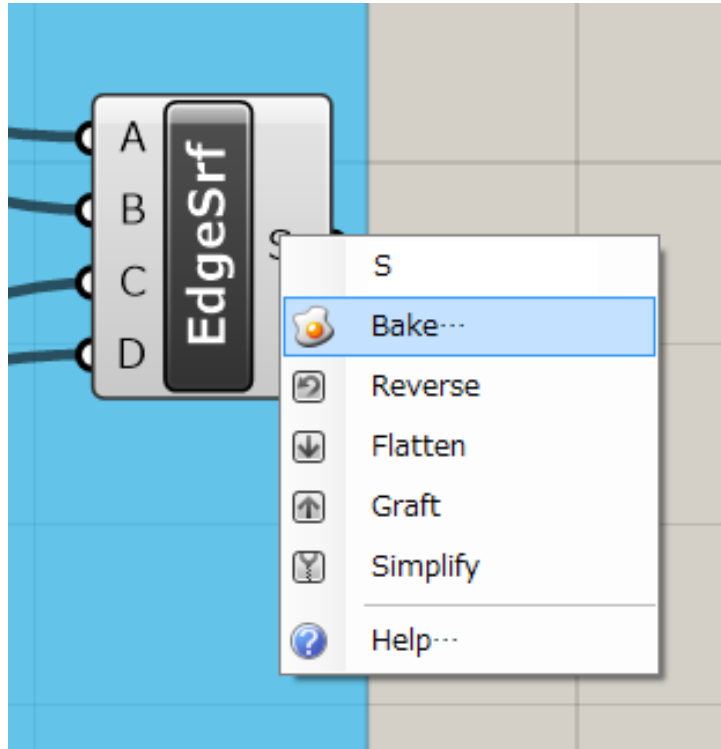 A
B
C
D
EdgeSrf
S
S
Bake…
Reverse
Flatten
Graft
Simplify
Help…